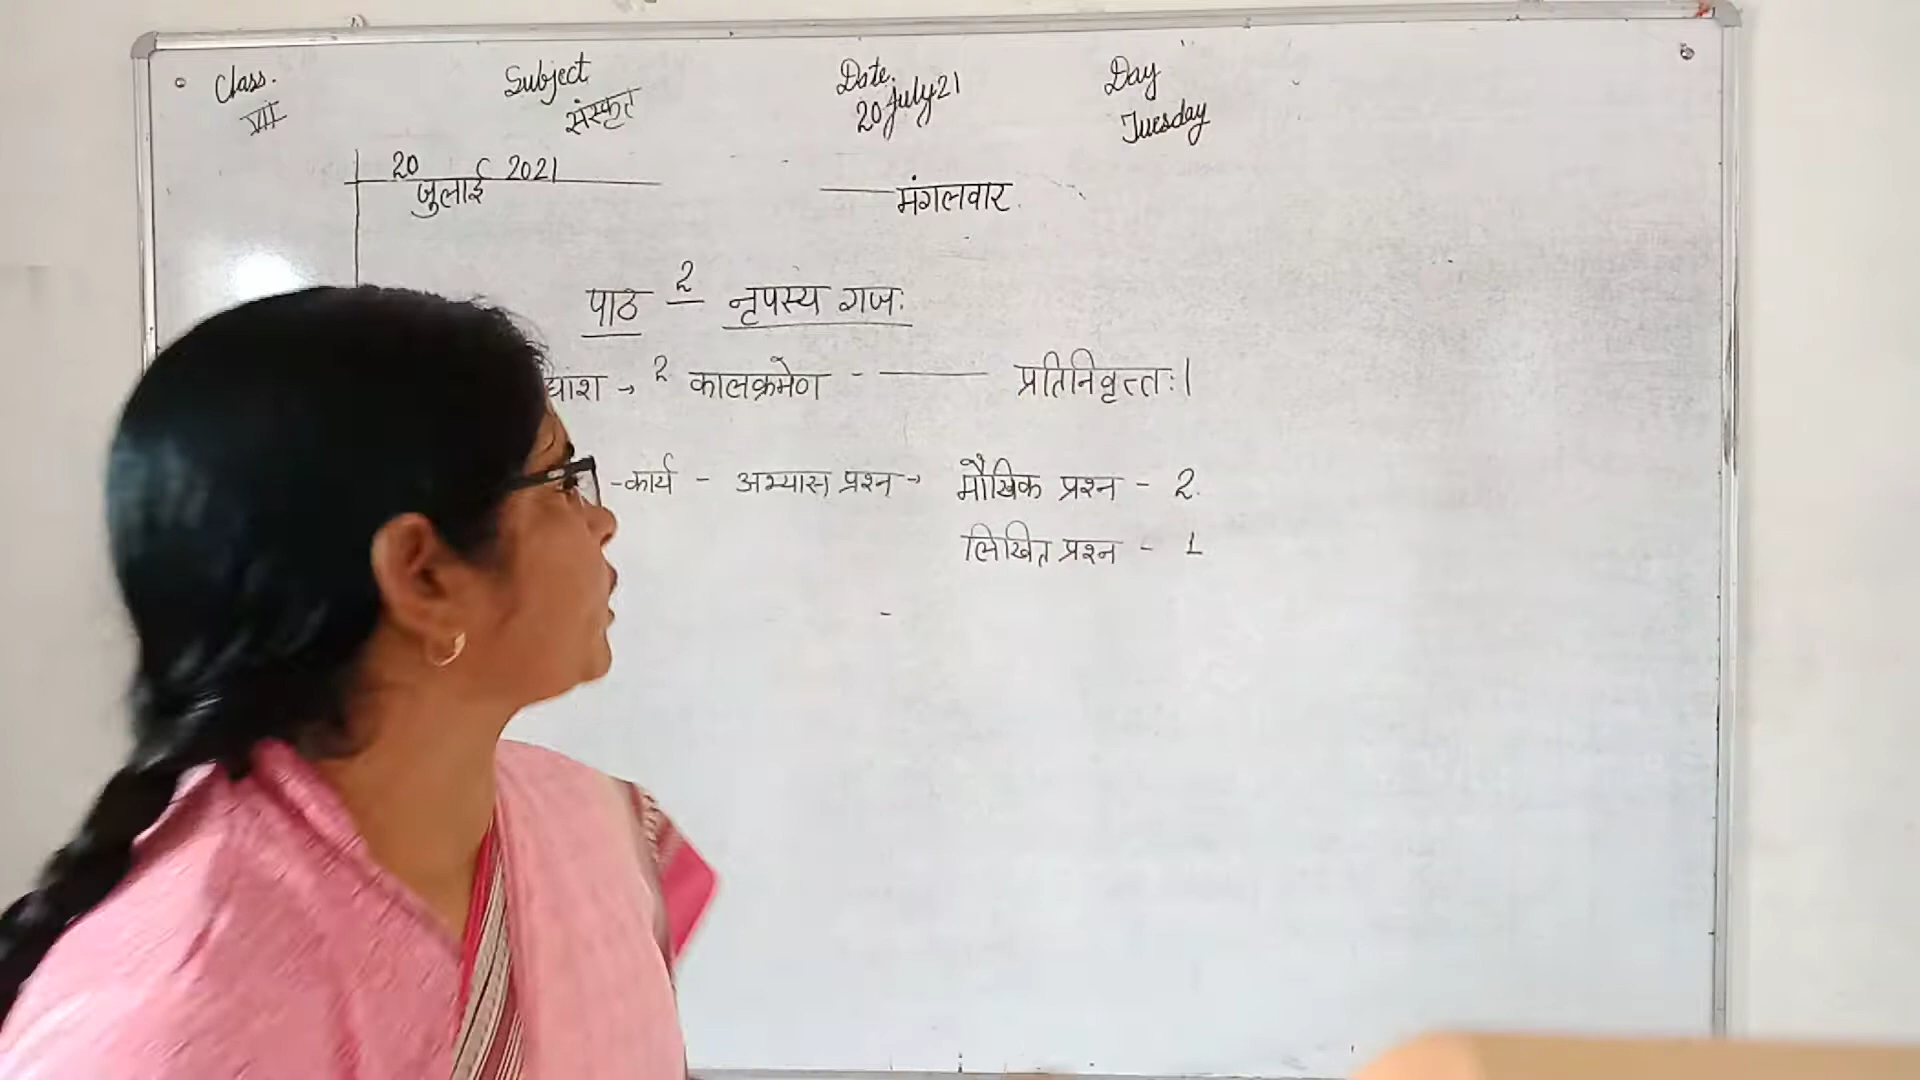 Class. Subject Date. Day
VII संस्कृत 20 July 21 Tuesday
20 जुलाई 2021 मंगलवार
पाठ - 2 नृपस्य गजः
द्यांश → 2 कालक्रमेण - —— प्रतिनिवृत्तः।
-कार्य - अभ्यास प्रश्न → मौखिक प्रश्न - 2.
लिखित प्रश्न - 1